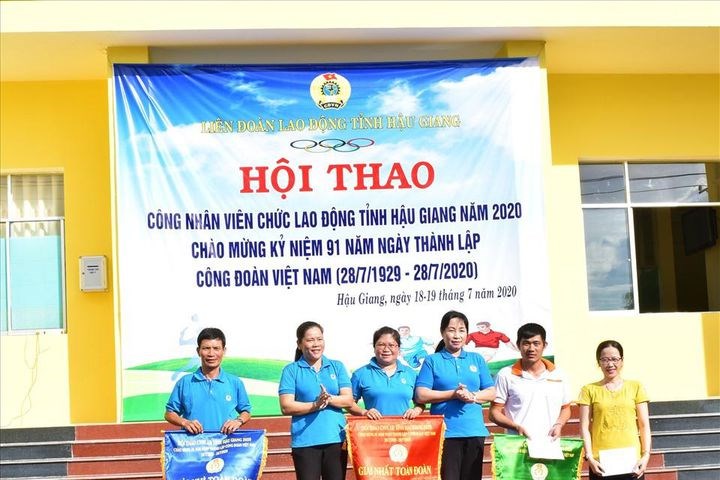 LIÊN ĐOÀN LAO ĐỘNG TỈNH HẬU GIANG
HỘI THAO
CÔNG NHÂN VIÊN CHỨC LAO ĐỘNG TỈNH HẬU GIANG NĂM 2020
CHÀO MỪNG KỶ NIỆM 91 NĂM NGÀY THÀNH LẬP
CÔNG ĐOÀN VIỆT NAM (28/7/1929 - 28/7/2020)
Hậu Giang, ngày 18-19 tháng 7 năm 2020
GIẢI NHẤT TOÀN ĐOÀN